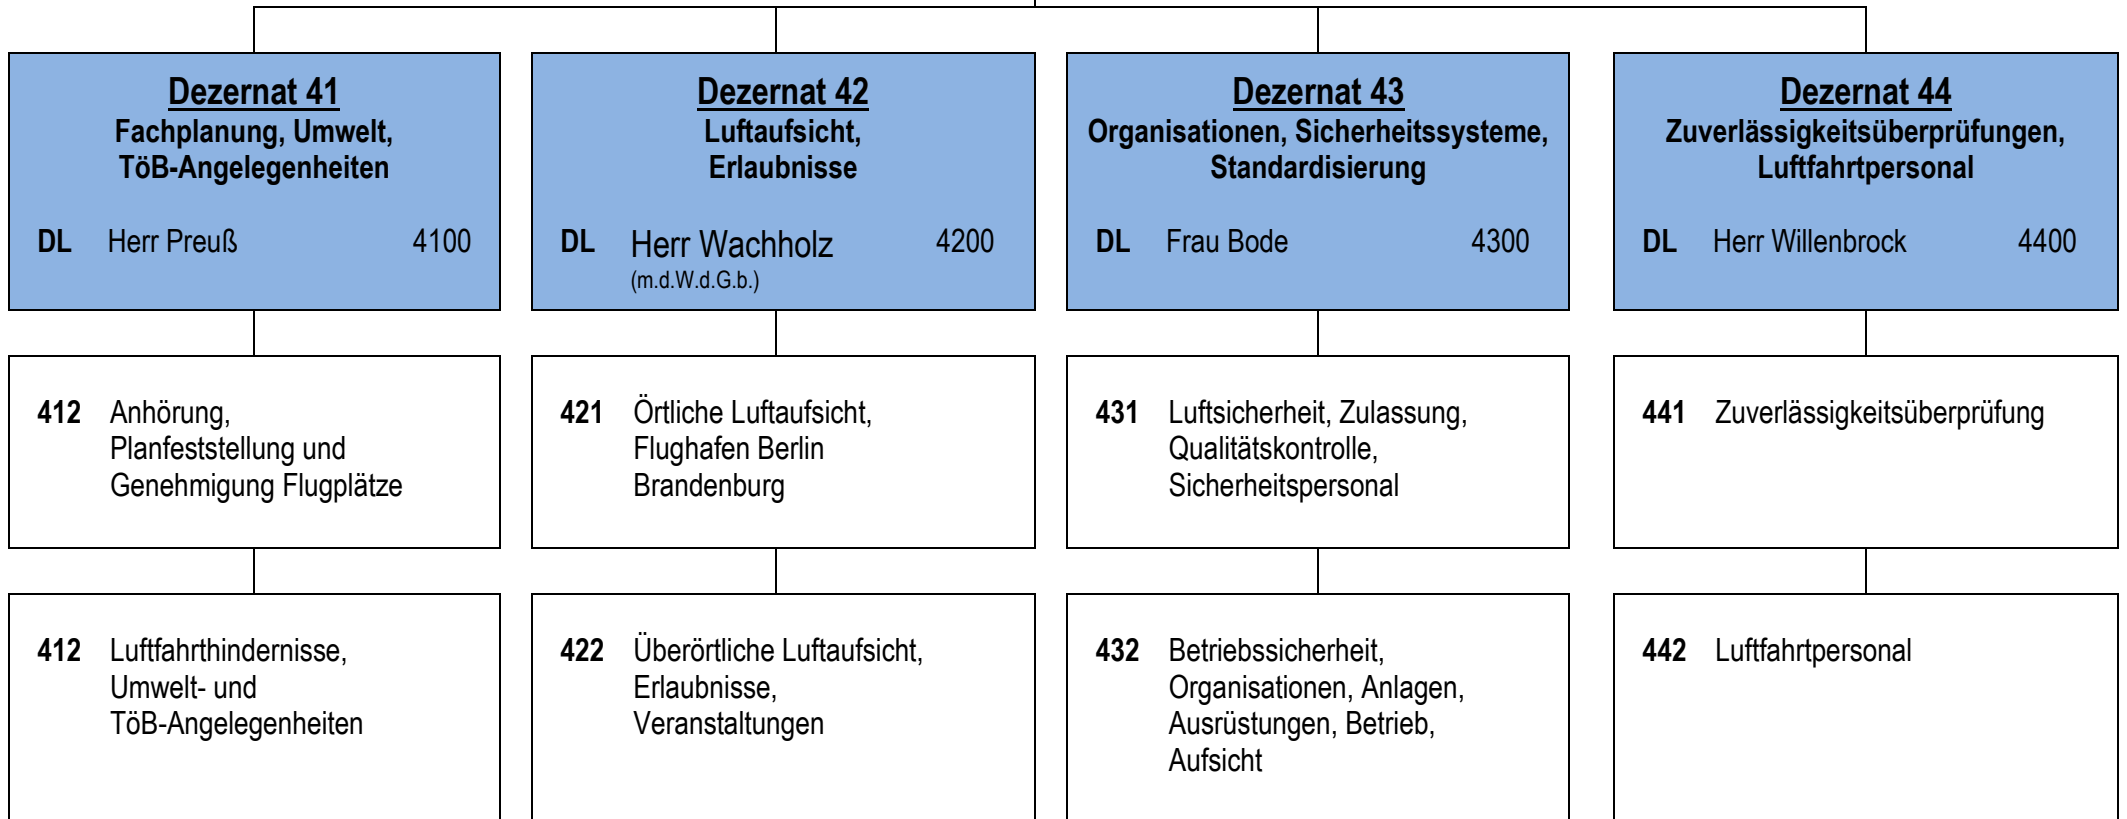 Dezernat 41
Fachplanung, Umwelt,
TöB-Angelegenheiten
DL Herr Preuß 4100
Dezernat 42
Luftaufsicht,
Erlaubnisse
DL Herr Wachholz 4200
(m.d.W.d.G.b.)
Dezernat 43
Organisationen, Sicherheitssysteme,
Standardisierung
DL Frau Bode 4300
Dezernat 44
Zuverlässigkeitsüberprüfungen,
Luftfahrtpersonal
DL Herr Willenbrock 4400
412 Anhörung,
Planfeststellung und
Genehmigung Flugplätze
421 Örtliche Luftaufsicht,
Flughafen Berlin
Brandenburg
431 Luftsicherheit, Zulassung,
Qualitätskontrolle,
Sicherheitspersonal
441 Zuverlässigkeitsüberprüfung
412 Luftfahrthindernisse,
Umwelt- und
TöB-Angelegenheiten
422 Überörtliche Luftaufsicht,
Erlaubnisse,
Veranstaltungen
432 Betriebssicherheit,
Organisationen, Anlagen,
Ausrüstungen, Betrieb,
Aufsicht
442 Luftfahrtpersonal